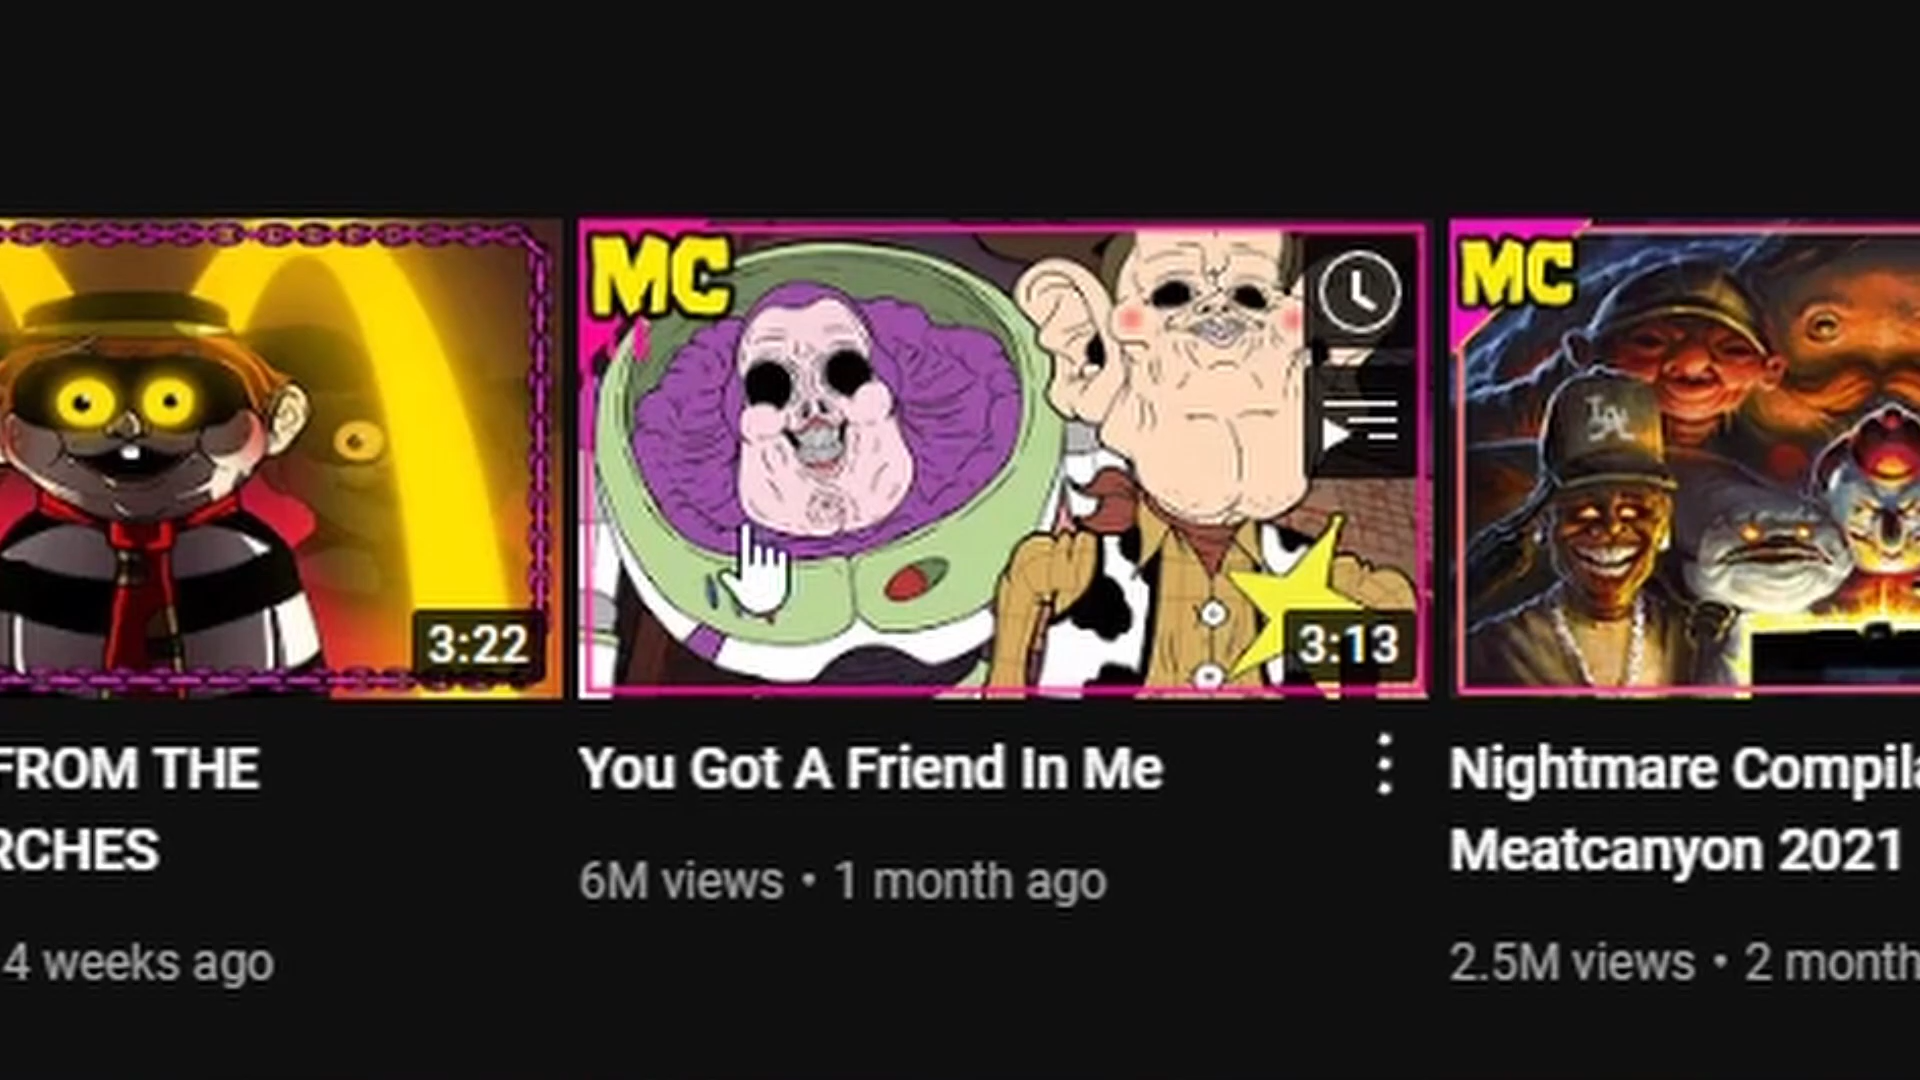 MC
MC
LA
3:22
3:13
FROM THE
RCHES
4 weeks ago
You Got A Friend In Me
6M views • 1 month ago
Nightmare Compila
Meatcanyon 2021
2.5M views • 2 month